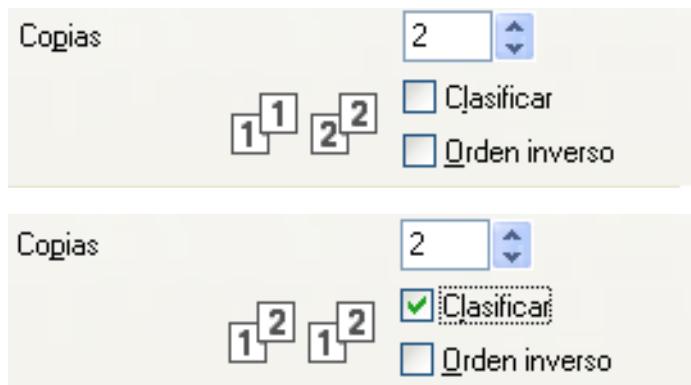 Copias 2
1 1 2 2 Clasificar
Orden inverso
Copias 2
1 2 1 2 Clasificar
Orden inverso